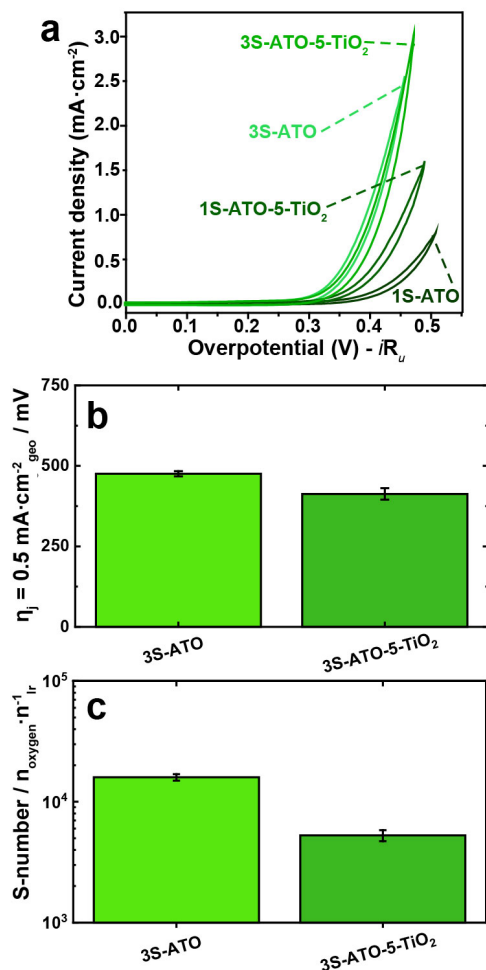 a
3S-ATO-5-TiO₂
3S-ATO
1S-ATO-5-TiO₂
1S-ATO
Current density (mA·cm⁻²)
3.0
2.5
2.0
1.5
1.0
0.5
0.0
0.0 0.1 0.2 0.3 0.4 0.5
Overpotential (V) - iRᵤ
b
ηⱼ = 0.5 mA·cm⁻²geo / mV
750
500
250
0
3S-ATO 3S-ATO-5-TiO₂
c
S-number / noxygen·n⁻¹Ir
10⁵
10⁴
10³
3S-ATO 3S-ATO-5-TiO₂